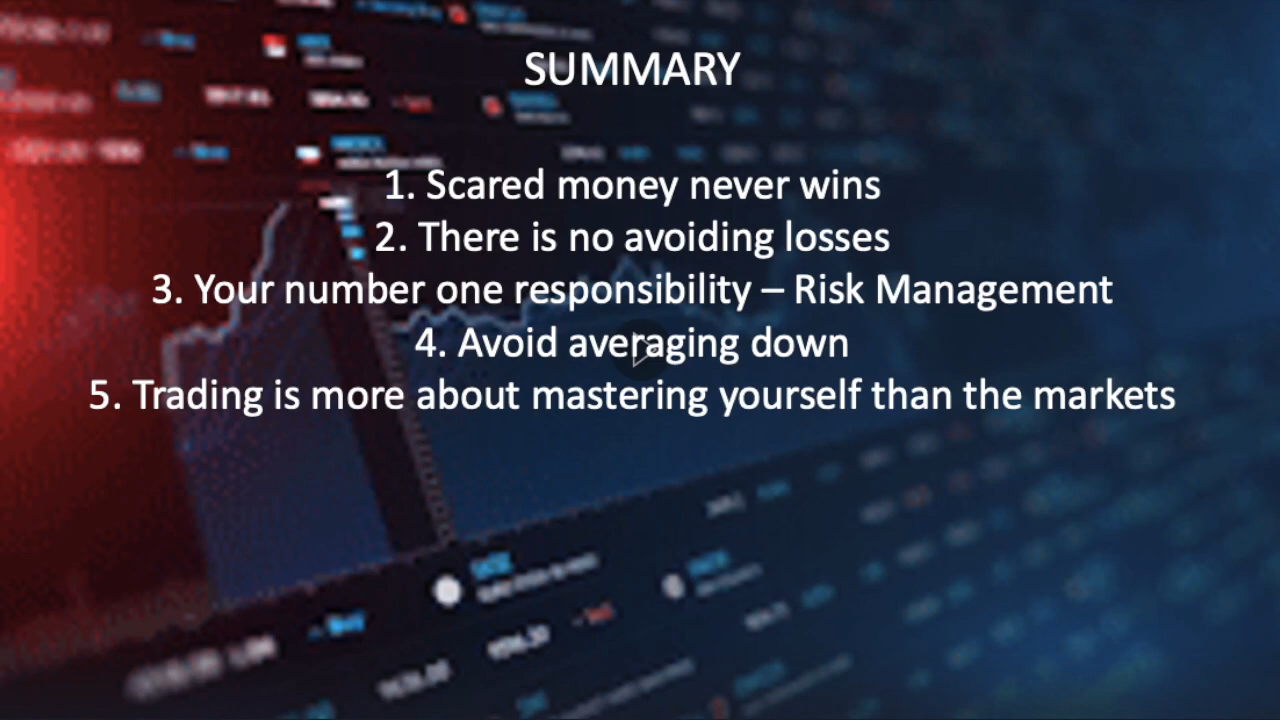 SUMMARY
1. Scared money never wins
2. There is no avoiding losses
3. Your number one responsibility – Risk Management
4. Avoid averaging down
5. Trading is more about mastering yourself than the markets